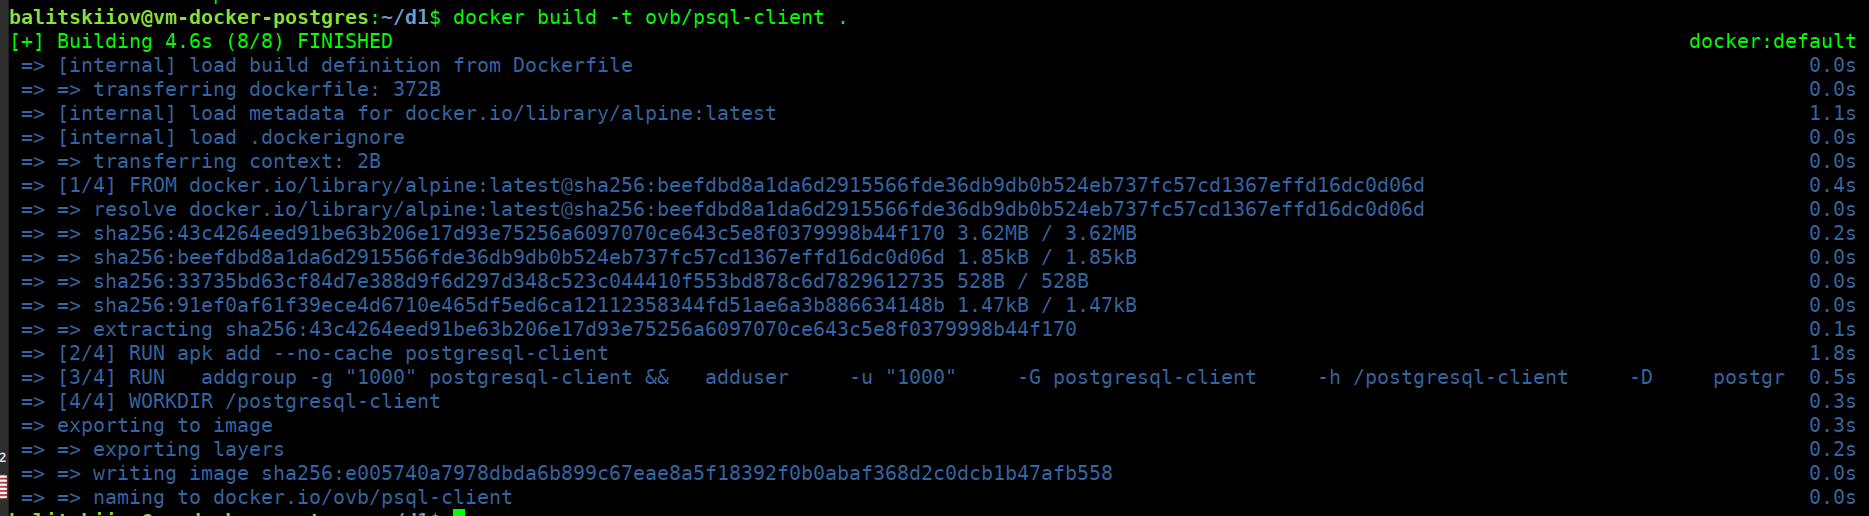 balitskiiov@vm-docker-postgres:~/d1$ docker build -t ovb/psql-client .
[+] Building 4.6s (8/8) FINISHED docker:default
=> [internal] load build definition from Dockerfile 0.0s
=> => transferring dockerfile: 372B 0.0s
=> [internal] load metadata for docker.io/library/alpine:latest 1.1s
=> [internal] load .dockerignore 0.0s
=> => transferring context: 2B 0.0s
=> [1/4] FROM docker.io/library/alpine:latest@sha256:beefdbd8a1da6d2915566fde36db9db0b524eb737fc57cd1367effd16dc0d06d 0.4s
=> => resolve docker.io/library/alpine:latest@sha256:beefdbd8a1da6d2915566fde36db9db0b524eb737fc57cd1367effd16dc0d06d 0.0s
=> => sha256:43c4264eed91be63b206e17d93e75256a6097070ce643c5e8f0379998b44f170 3.62MB / 3.62MB 0.2s
=> => sha256:beefdbd8a1da6d2915566fde36db9db0b524eb737fc57cd1367effd16dc0d06d 1.85kB / 1.85kB 0.0s
=> => sha256:33735bd63cf84d7e388d9f6d297d348c523c044410f553bd878c6d7829612735 528B / 528B 0.0s
=> => sha256:91ef0af61f39ece4d6710e465df5ed6ca12112358344fd51ae6a3b886634148b 1.47kB / 1.47kB 0.0s
=> => extracting sha256:43c4264eed91be63b206e17d93e75256a6097070ce643c5e8f0379998b44f170 0.1s
=> [2/4] RUN apk add --no-cache postgresql-client 1.8s
=> [3/4] RUN   addgroup -g "1000" postgresql-client &&   adduser     -u "1000"     -G postgresql-client     -h /postgresql-client     -D     postgr 0.5s
=> [4/4] WORKDIR /postgresql-client 0.3s
=> exporting to image 0.3s
=> => exporting layers 0.2s
=> => writing image sha256:e005740a7978dbda6b899c67eae8a5f18392f0b0abaf368d2c0dcb1b47afb558 0.0s
=> => naming to docker.io/ovb/psql-client 0.0s
balitskiiov@vm-docker-postgres:~/d1$